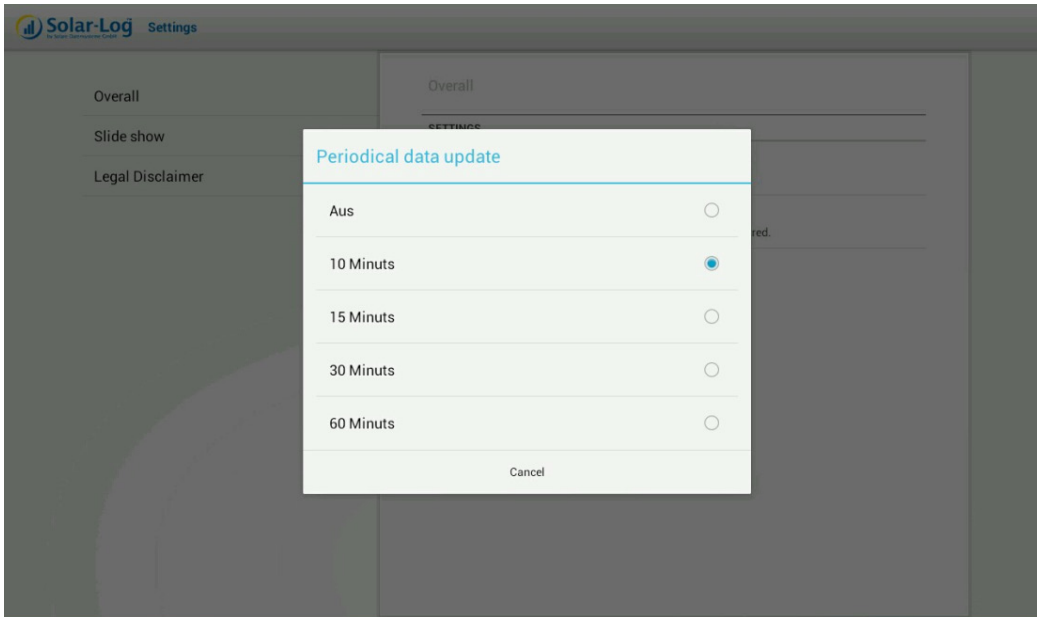 Solar-Log Settings
Overall
Slide show
Legal Disclaimer
Overall
SETTINGS
Periodical data update
Aus
10 Minuts
15 Minuts
30 Minuts
60 Minuts
Cancel
red.